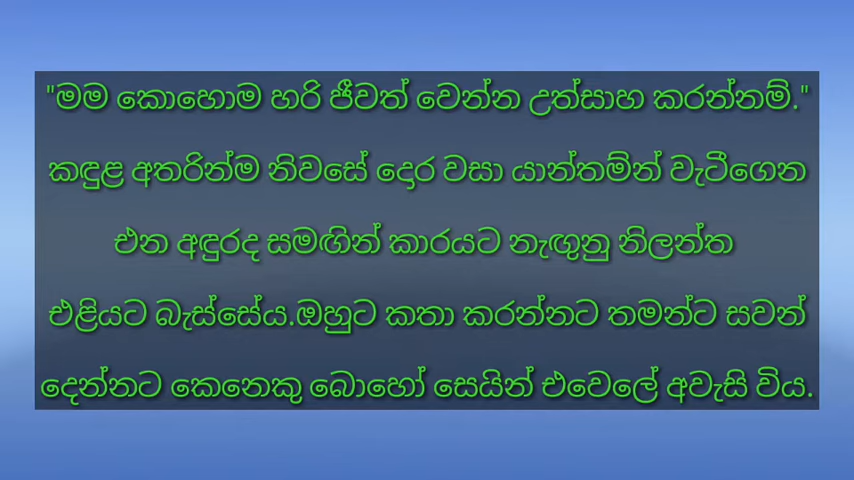 "මම කොහොම හරි ජීවත් වෙන්න උත්සාහ කරන්නම්."
කඳුළ අතරින්ම නිවසේ දොර වසා යාන්තම්න් වැටීගෙන
එන අඳුරද සමඟින් කාරයට නැඟුනු නිලන්ත
එළියට බැස්සේය.ඔහුට කතා කරන්නට තමන්ට සවන්
දෙන්නට කෙනෙකු බොහෝ සෙයින් එවෙලේ අවැසි විය.